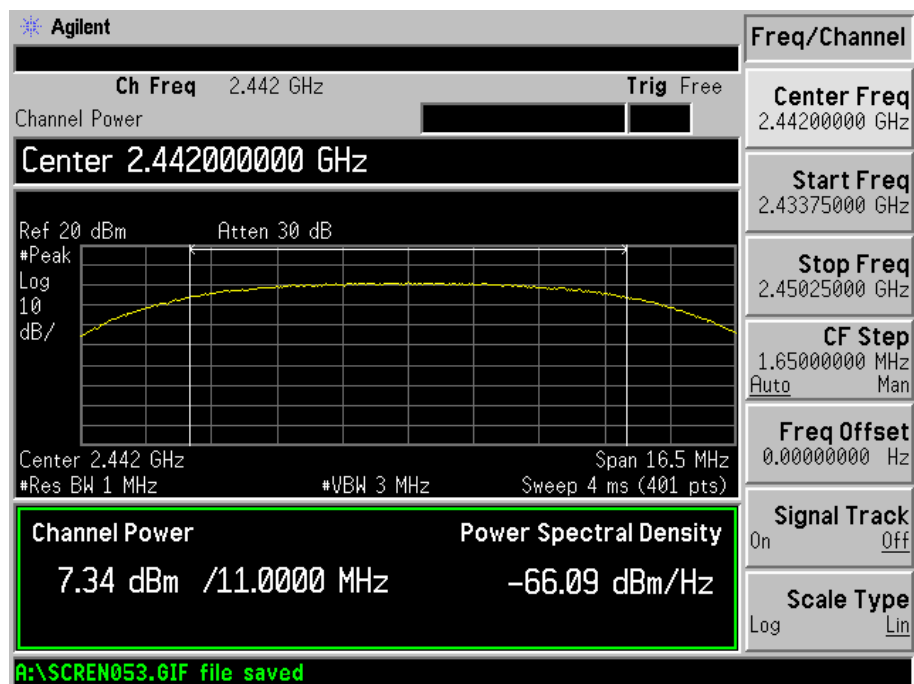 Agilent
Ch Freq 2.442 GHz Trig Free
Channel Power
Center 2.442000000 GHz
Ref 20 dBm Atten 30 dB
#Peak
Log
10
dB/
Center 2.442 GHz Span 16.5 MHz
#Res BW 1 MHz #VBW 3 MHz Sweep 4 ms (401 pts)
Channel Power Power Spectral Density
7.34 dBm /11.0000 MHz -66.09 dBm/Hz
A:\SCREN053.GIF file saved
Freq/Channel
Center Freq
2.44200000 GHz
Start Freq
2.43375000 GHz
Stop Freq
2.45025000 GHz
CF Step
1.65000000 MHz
Auto Man
Freq Offset
0.00000000 Hz
Signal Track
On Off
Scale Type
Log Lin